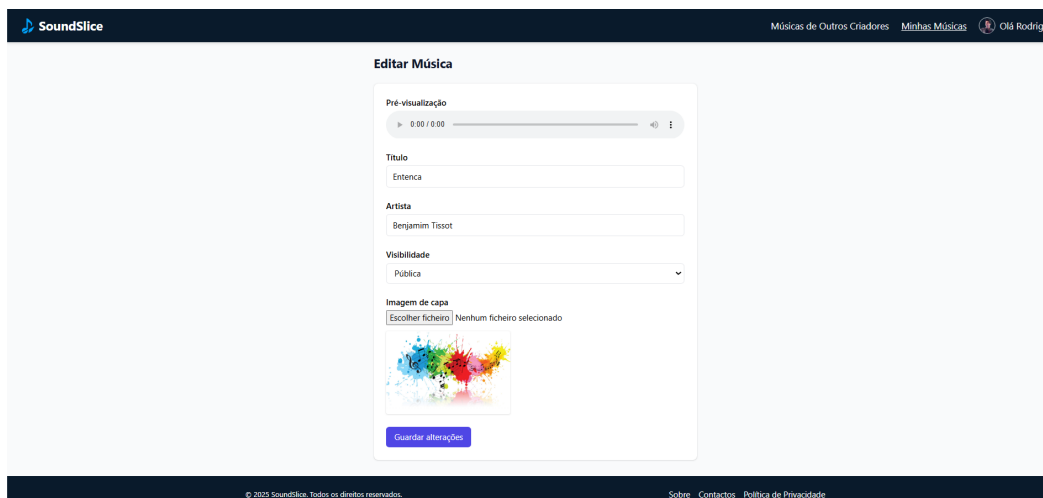 SoundSlice
Músicas de Outros Criadores Minhas Músicas Olá Rodrig
Editar Música
Pré-visualização
0:00 / 0:00
Título
Entenca
Artista
Benjamim Tissot
Visibilidade
Pública
Imagem de capa
Escolher ficheiro Nenhum ficheiro selecionado
Guardar alterações
© 2025 SoundSlice. Todos os direitos reservados.
Sobre Contactos Política de Privacidade